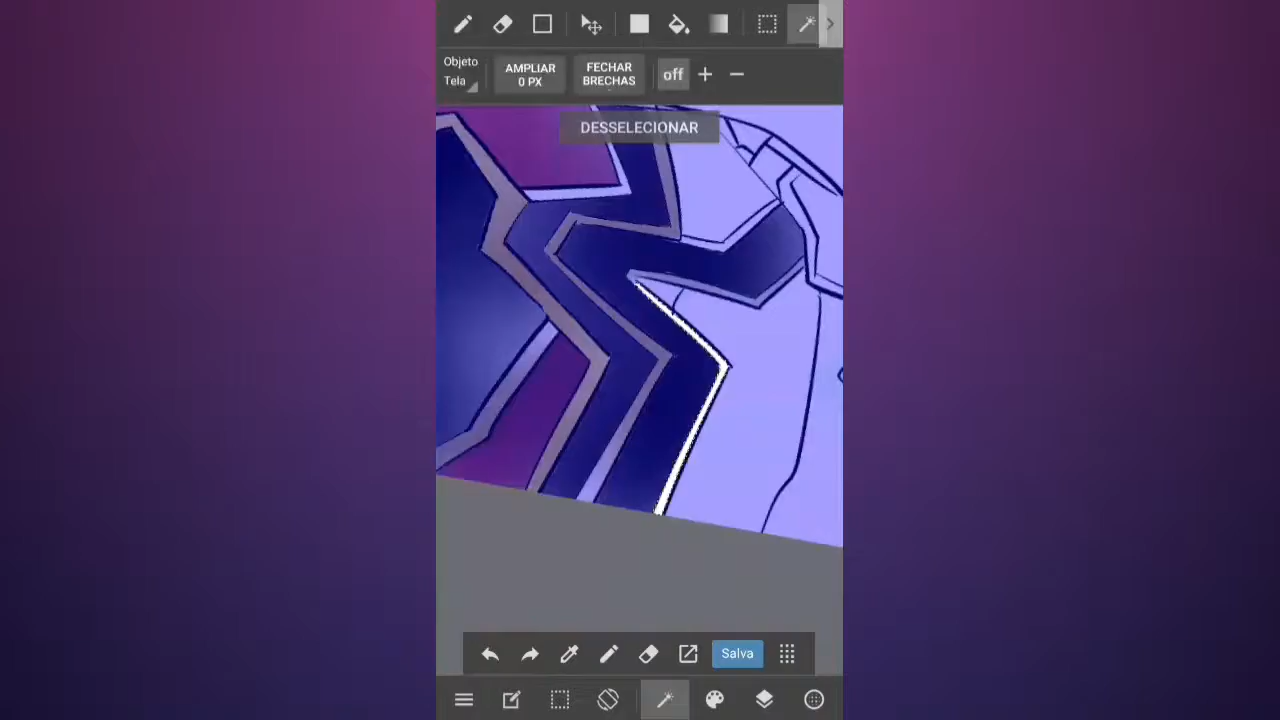 Objeto
Tela
AMPLIAR
0 PX
FECHAR
BRECHAS
off
DESSELECIONAR
Salva